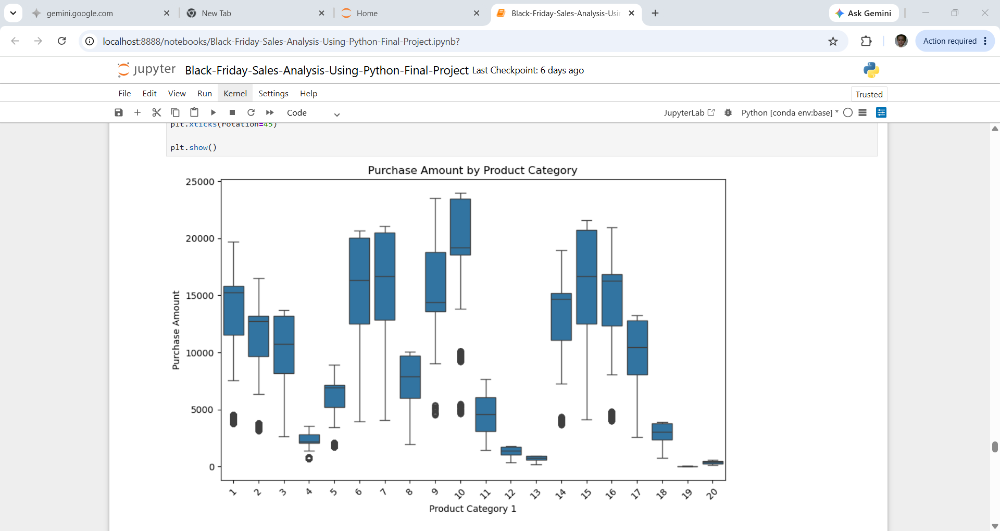 gemini.google.com
New Tab
Home
Black-Friday-Sales-Analysis-Usin
Ask Gemini
localhost:8888/notebooks/Black-Friday-Sales-Analysis-Using-Python-Final-Project.ipynb?
Action required
jupyter
Black-Friday-Sales-Analysis-Using-Python-Final-Project Last Checkpoint: 6 days ago
File Edit View Run Kernel Settings Help
Trusted
Code
JupyterLab
Python [conda env:base] *
plt.xticks(rotation=45)
plt.show()
Purchase Amount by Product Category
25000
20000
15000
10000
5000
0
Purchase Amount
1 2 3 4 5 6 7 8 9 10 11 12 13 14 15 16 17 18 19 20
Product Category 1